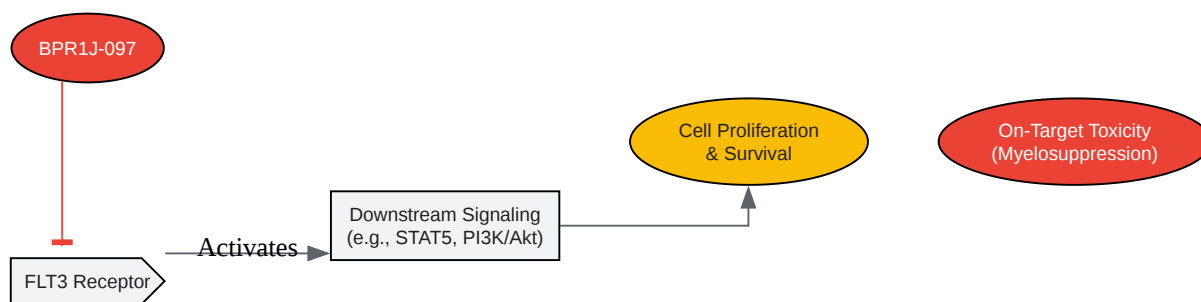 BPR1J-097
Cell Proliferation
& Survival
On-Target Toxicity
(Myelosuppression)
Downstream Signaling
(e.g., STAT5, PI3K/Akt)
Activates
FLT3 Receptor